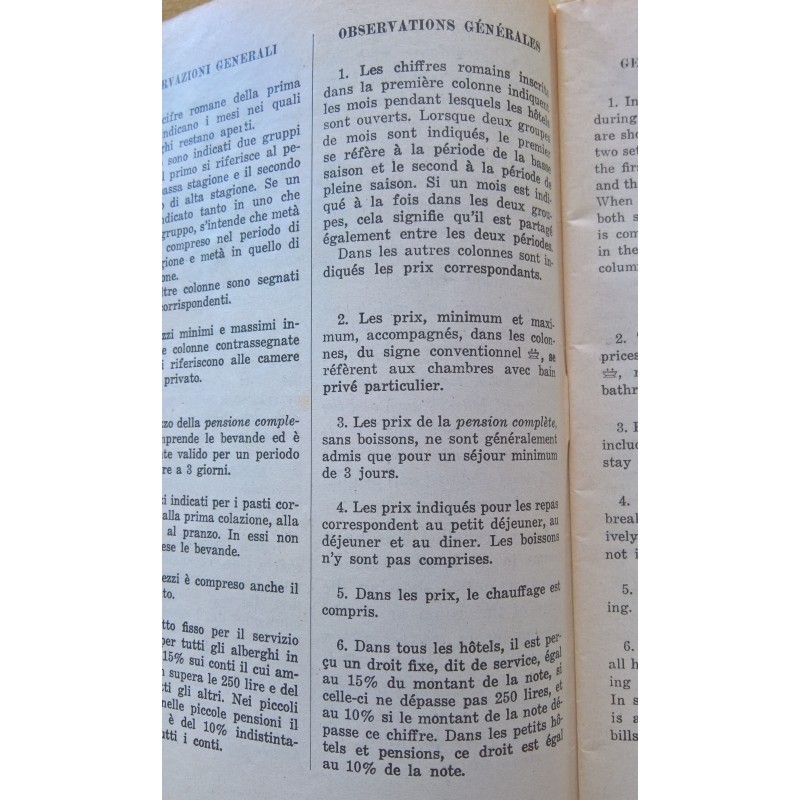 RVAZIONI GENERALI
cifre romane della prima
ndicano i mesi nei quali
ghi restano aperti.
sono indicati due gruppi
l primo si riferisce al pe-
assa stagione e il secondo
o di alta stagione. Se un
ndicato tanto in uno che
gruppo, s'intende che metà
compreso nel periodo di
gione e metà in quello di
one.
ltre colonne sono segnati
orrispondenti.
zzi minimi e massimi in-
e colonne contrassegnate
i riferiscono alle camere
privato.
zo della pensione comple-
mprende le bevande ed è
te valido per un periodo
re a 3 giorni.
i indicati per i pasti cor-
alla prima colazione, alla
al pranzo. In essi non
ese le bevande.
ezzi è compreso anche il
to.
tto fisso per il servizio
per tutti gli alberghi in
15% sui conti il cui am-
n supera le 250 lire e del
ti gli altri. Nei piccoli
nelle piccole pensioni il
è del 10% indistinta-
utti i conti.
OBSERVATIONS GÉNÉRALES
1. Les chiffres romains inscrits
dans la première colonne indiquent
les mois pendant lesquels les hôtels
sont ouverts. Lorsque deux groupes
de mois sont indiqués, le premier
se réfère à la période de la basse
saison et le second à la période de
pleine saison. Si un mois est indi-
qué à la fois dans les deux grou-
pes, cela signifie qu'il est partagé
également entre les deux périodes.
Dans les autres colonnes sont in-
diqués les prix correspondants.
2. Les prix, minimum et maxi-
mum, accompagnés, dans les colon-
nes, du signe conventionnel , se
réfèrent aux chambres avec bain
privé particulier.
3. Les prix de la pension complète,
sans boissons, ne sont généralement
admis que pour un séjour minimum
de 3 jours.
4. Les prix indiqués pour les repas
correspondent au petit déjeuner, au
déjeuner et au diner. Les boissons
n'y sont pas comprises.
5. Dans les prix, le chauffage est
compris.
6. Dans tous les hôtels, il est per-
çu un droit fixe, dit de service, égal
au 15% du montant de la note, si
celle-ci ne dépasse pas 250 lires, et
au 10% si le montant de la note dé-
passe ce chiffre. Dans les petits hô-
tels et pensions, ce droit est égal
au 10% de la note.
GE
1. In
during
are sho
two set
the firs
and th
When
both s
is com
in the
colum
2.
prices
, n
bathr
3. F
includ
stay
4.
break
ively
not i
5.
ing.
6.
all h
ing
In s
is a
bills